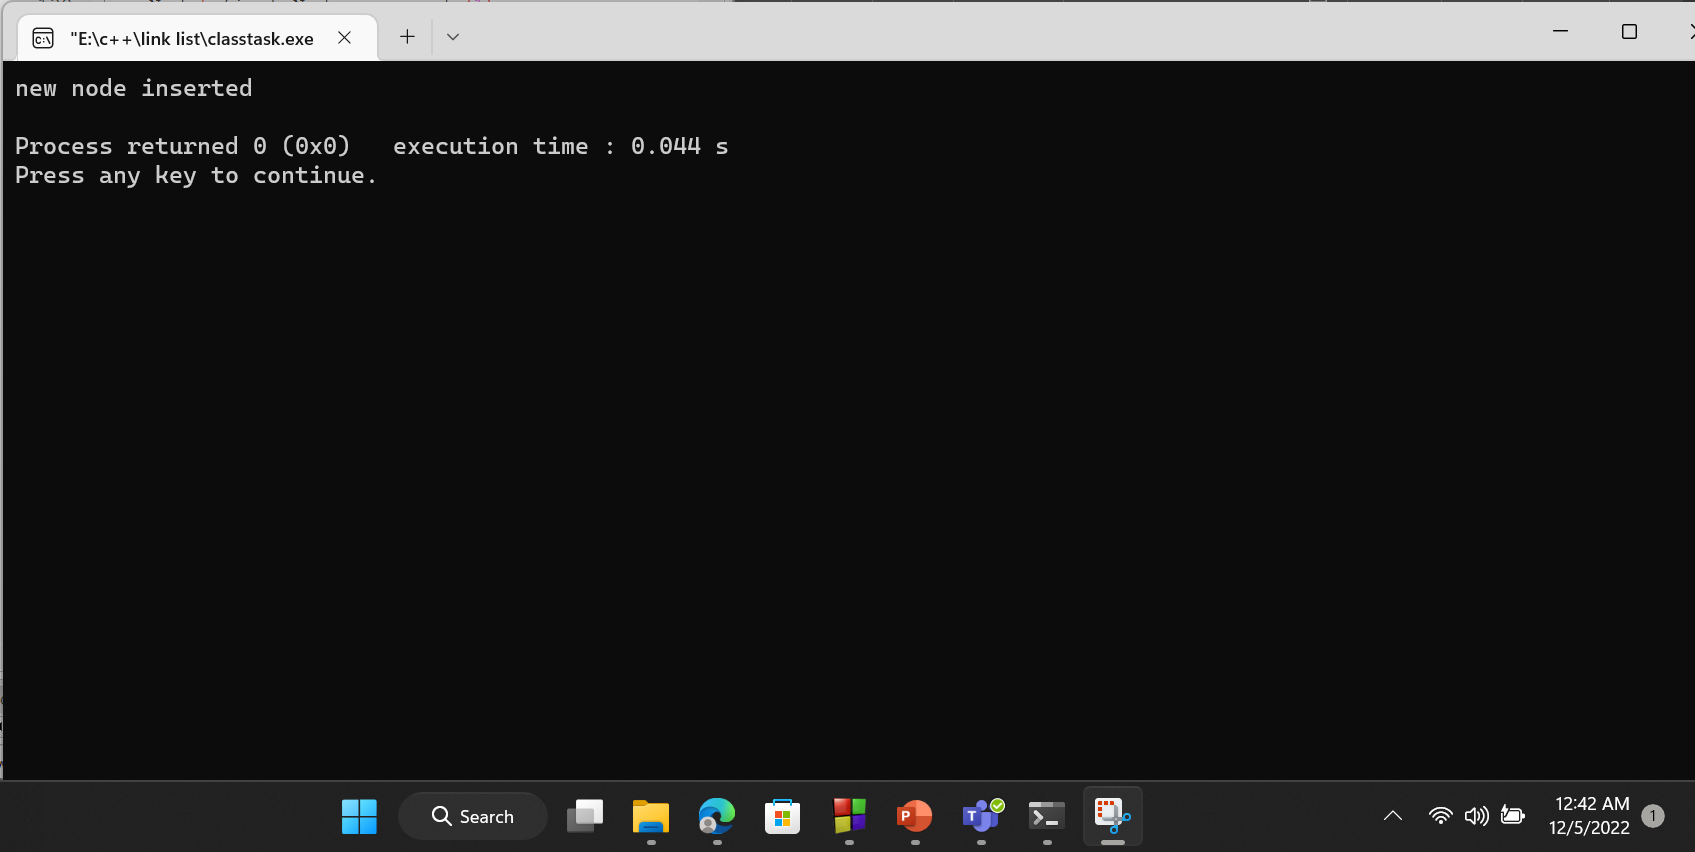 "E:\c++\link list\classtask.exe
new node inserted
Process returned 0 (0x0)   execution time : 0.044 s
Press any key to continue.
Search
12:42 AM
12/5/2022
1